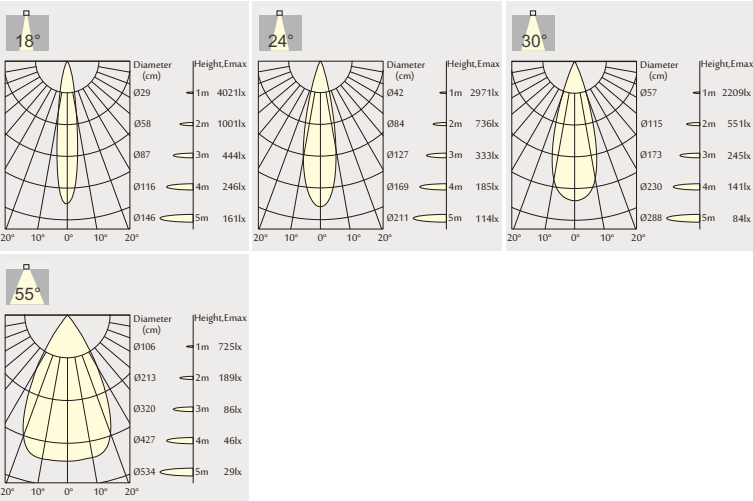 18°
Diameter Height,Emax
(cm)
Ø29 1m 4021lx
Ø58 2m 1001lx
Ø87 3m 444lx
Ø116 4m 246lx
Ø146 5m 161lx
20° 10° 0° 10° 20°
24°
Diameter Height,Emax
(cm)
Ø42 1m 2971lx
Ø84 2m 736lx
Ø127 3m 333lx
Ø169 4m 185lx
Ø211 5m 114lx
20° 10° 0° 10° 20°
30°
Diameter Height,Emax
(cm)
Ø57 1m 2209lx
Ø115 2m 551lx
Ø173 3m 245lx
Ø230 4m 141lx
Ø288 5m 84lx
20° 10° 0° 10° 20°
55°
Diameter Height,Emax
(cm)
Ø106 1m 725lx
Ø213 2m 189lx
Ø320 3m 86lx
Ø427 4m 46lx
Ø534 5m 29lx
20° 10° 0° 10° 20°